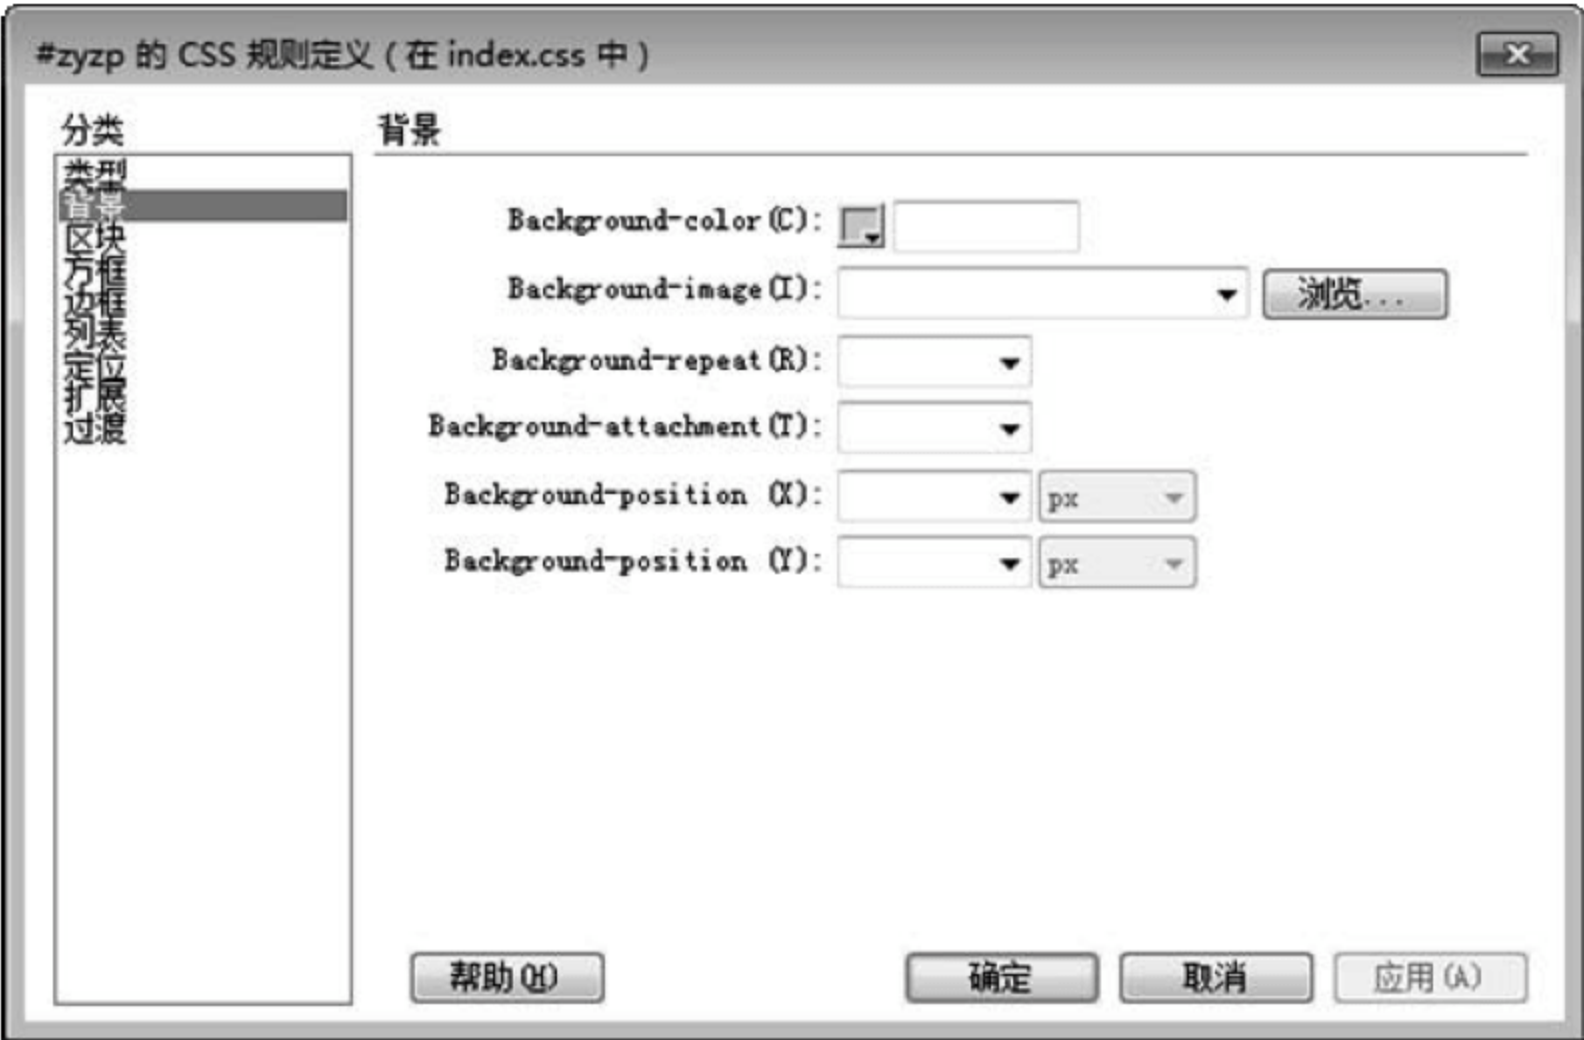 #zyzp 的 CSS 规则定义 ( 在 index.css 中 )
分类
类型
背景
区块
方框
边框
列表
定位
扩展
过渡
背景
Background-color(C):
Background-image(I):
浏览...
Background-repeat(R):
Background-attachment(T):
Background-position (X):
px
Background-position (Y):
px
帮助(H)
确定
取消
应用(A)